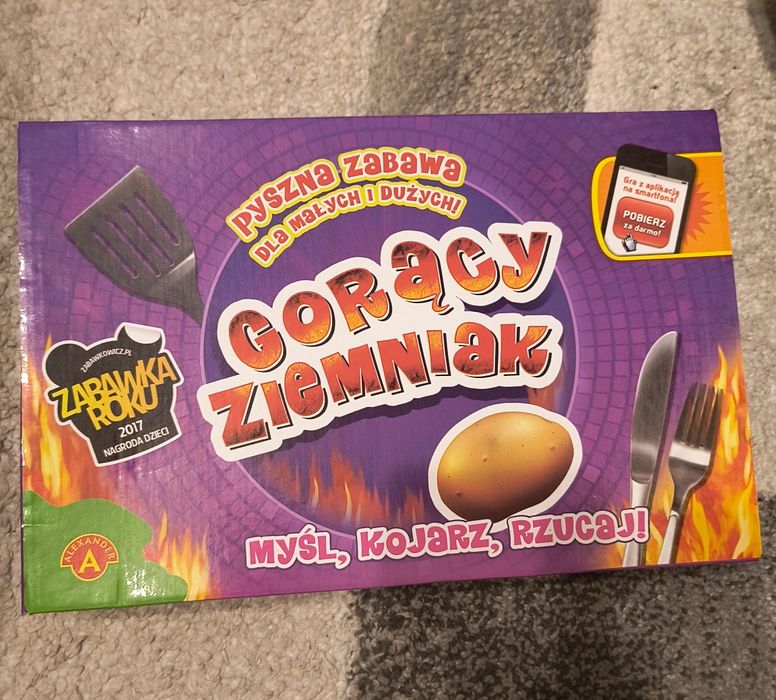 PYSZNA ZABAWA
DLA MAŁYCH I DUŻYCH!
GORĄCY
ZIEMNIAK
Gra z aplikacją
na smartfona!
POBIERZ
za darmo!
ZABAWKOWICZ.PL
ZABAWKA
ROKU
2017
NAGRODA DZIECI
MYŚL, KOJARZ, RZUCAJ!
ALEXANDER
A